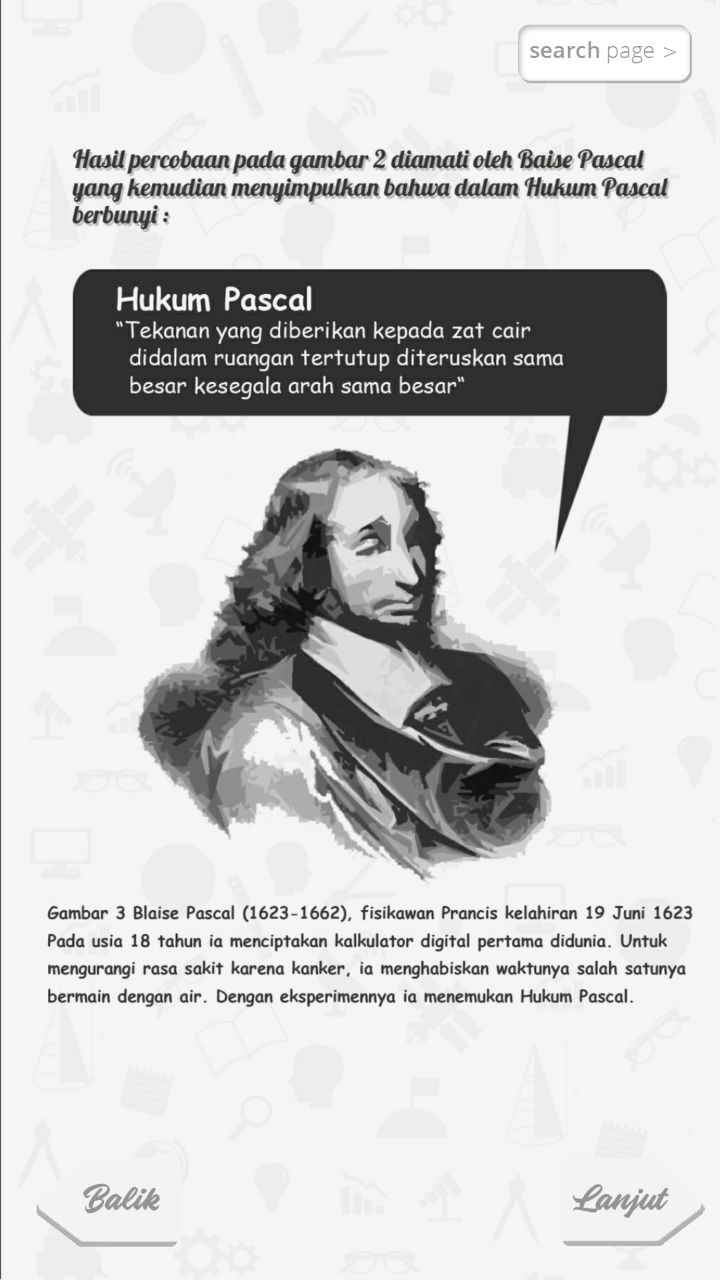 search page >
Hasil percobaan pada gambar 2 diamati oleh Baise Pascal
yang kemudian menyimpulkan bahwa dalam Hukum Pascal
berbunyi :
Hukum Pascal
“Tekanan yang diberikan kepada zat cair
didalam ruangan tertutup diteruskan sama
besar kesegala arah sama besar“
Gambar 3 Blaise Pascal (1623-1662), fisikawan Prancis kelahiran 19 Juni 1623
Pada usia 18 tahun ia menciptakan kalkulator digital pertama didunia. Untuk
mengurangi rasa sakit karena kanker, ia menghabiskan waktunya salah satunya
bermain dengan air. Dengan eksperimennya ia menemukan Hukum Pascal.
Balik
Lanjut